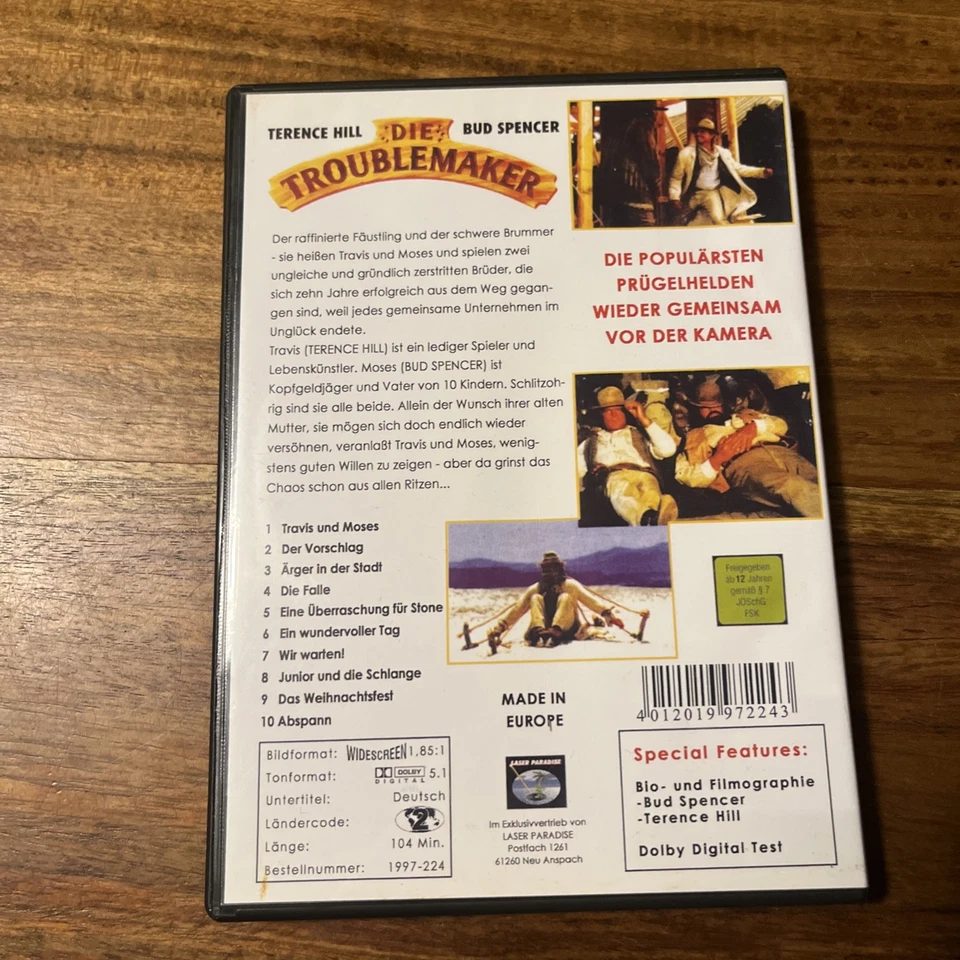 TERENCE HILL
DIE
TROUBLEMAKER
BUD SPENCER
Der raffinierte Fäustling und der schwere Brummer
- sie heißen Travis und Moses und spielen zwei
ungleiche und gründlich zerstritten Brüder, die
sich zehn Jahre erfolgreich aus dem Weg gegan-
gen sind, weil jedes gemeinsame Unternehmen im
Unglück endete.
Travis (TERENCE HILL) ist ein lediger Spieler und
Lebenskünstler. Moses (BUD SPENCER) ist
Kopfgeldjäger und Vater von 10 Kindern. Schlitzoh-
rig sind sie alle beide. Allein der Wunsch ihrer alten
Mutter, sie mögen sich doch endlich wieder
versöhnen, veranlaßt Travis und Moses, wenig-
stens guten Willen zu zeigen - aber da grinst das
Chaos schon aus allen Ritzen...
DIE POPULÄRSTEN
PRÜGELHELDEN
WIEDER GEMEINSAM
VOR DER KAMERA
1 Travis und Moses
2 Der Vorschlag
3 Ärger in der Stadt
4 Die Falle
5 Eine Überraschung für Stone
6 Ein wundervoller Tag
7 Wir warten!
8 Junior und die Schlange
9 Das Weihnachtsfest
10 Abspann
Freigegeben
ab 12 Jahren
gemäß § 7
JÖSchG
FSK
MADE IN
EUROPE
4 012019 972243
Bildformat: WIDESCREEN 1,85:1
Tonformat: DOLBY DIGITAL 5.1
Untertitel: Deutsch
Ländercode: 2
Länge: 104 Min.
Bestellnummer: 1997-224
LASER PARADISE
Im Exklusivvertrieb von
LASER PARADISE
Postfach 1261
61260 Neu Anspach
Special Features:
Bio- und Filmographie
-Bud Spencer
-Terence Hill
Dolby Digital Test